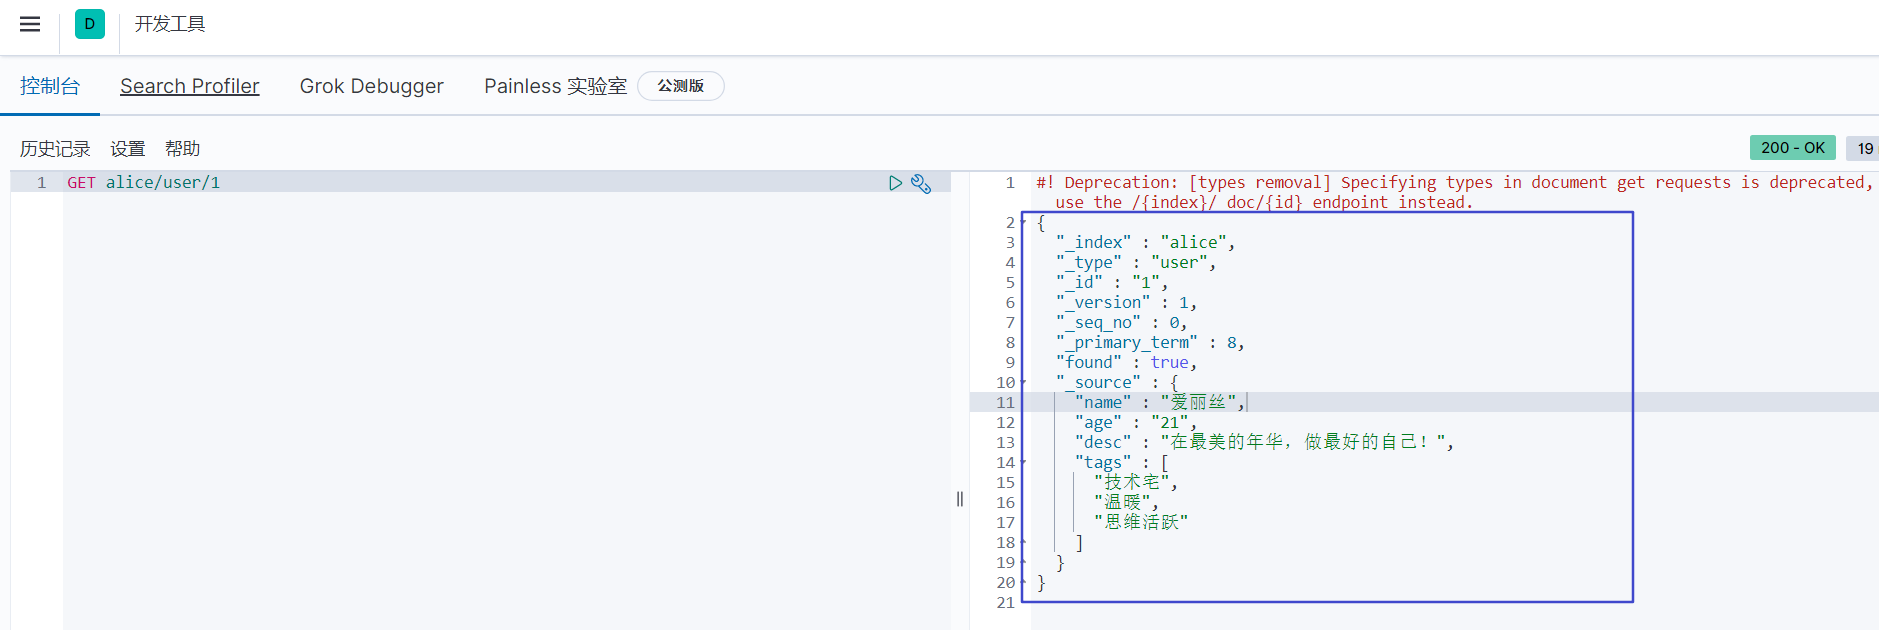 D 开发工具
控制台 Search Profiler Grok Debugger Painless 实验室 公测版
历史记录 设置 帮助
200 - OK 19
1 GET alice/user/1
1 #! Deprecation: [types removal] Specifying types in document get requests is deprecated,
use the /{index}/_doc/{id} endpoint instead.
2 {
3 "_index" : "alice",
4 "_type" : "user",
5 "_id" : "1",
6 "_version" : 1,
7 "_seq_no" : 0,
8 "_primary_term" : 8,
9 "found" : true,
10 "_source" : {
11 "name" : "爱丽丝",
12 "age" : "21",
13 "desc" : "在最美的年华，做最好的自己！",
14 "tags" : [
15 "技术宅",
16 "温暖",
17 "思维活跃"
18 ]
19 }
20 }
21